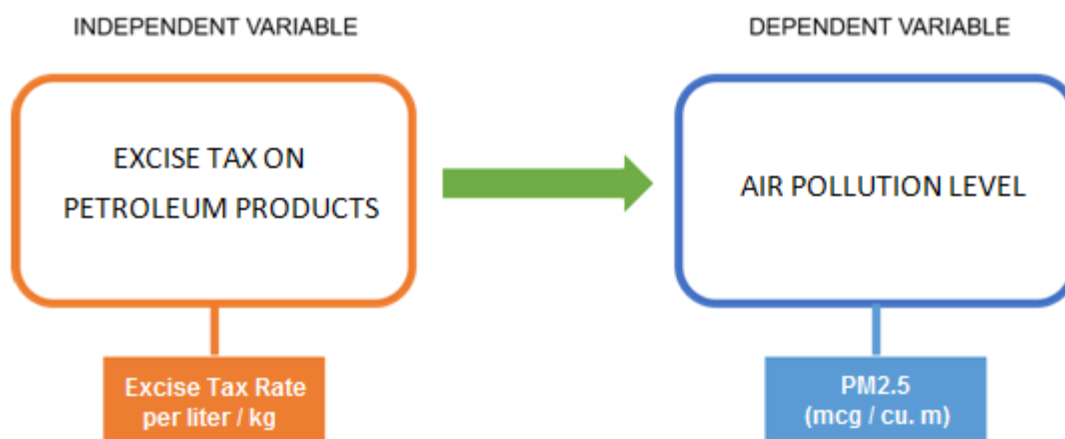 INDEPENDENT VARIABLE
DEPENDENT VARIABLE
EXCISE TAX ON
PETROLEUM PRODUCTS
AIR POLLUTION LEVEL
Excise Tax Rate
per liter / kg
PM2.5
(mcg / cu. m)